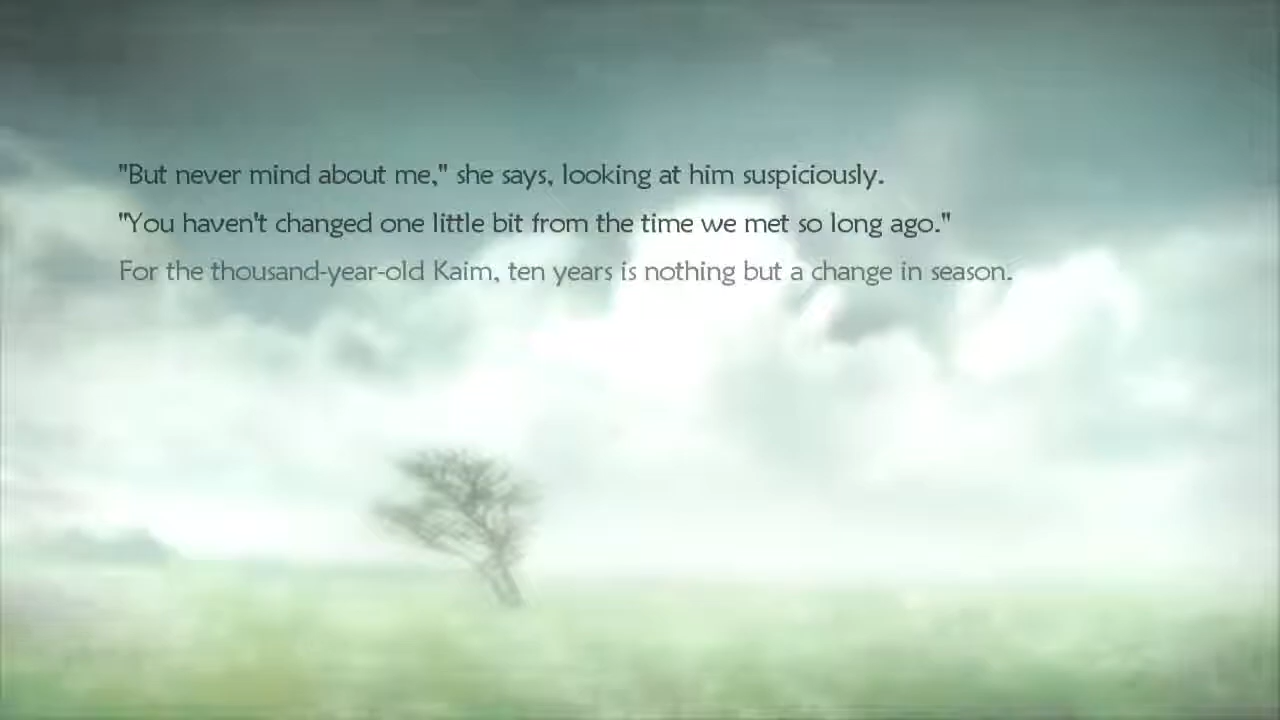 "But never mind about me," she says, looking at him suspiciously.
"You haven't changed one little bit from the time we met so long ago."
For the thousand-year-old Kaim, ten years is nothing but a change in season.